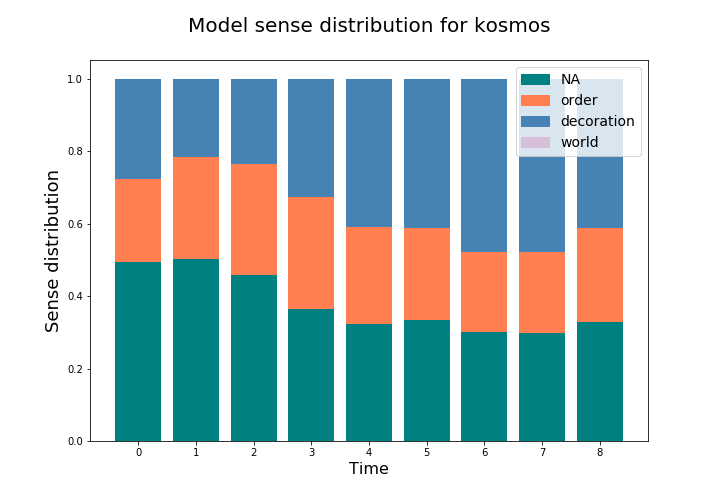 Model sense distribution for kosmos
NA
order
decoration
world
1.0
0.8
0.6
0.4
0.2
0.0
Sense distribution
0 1 2 3 4 5 6 7 8
Time